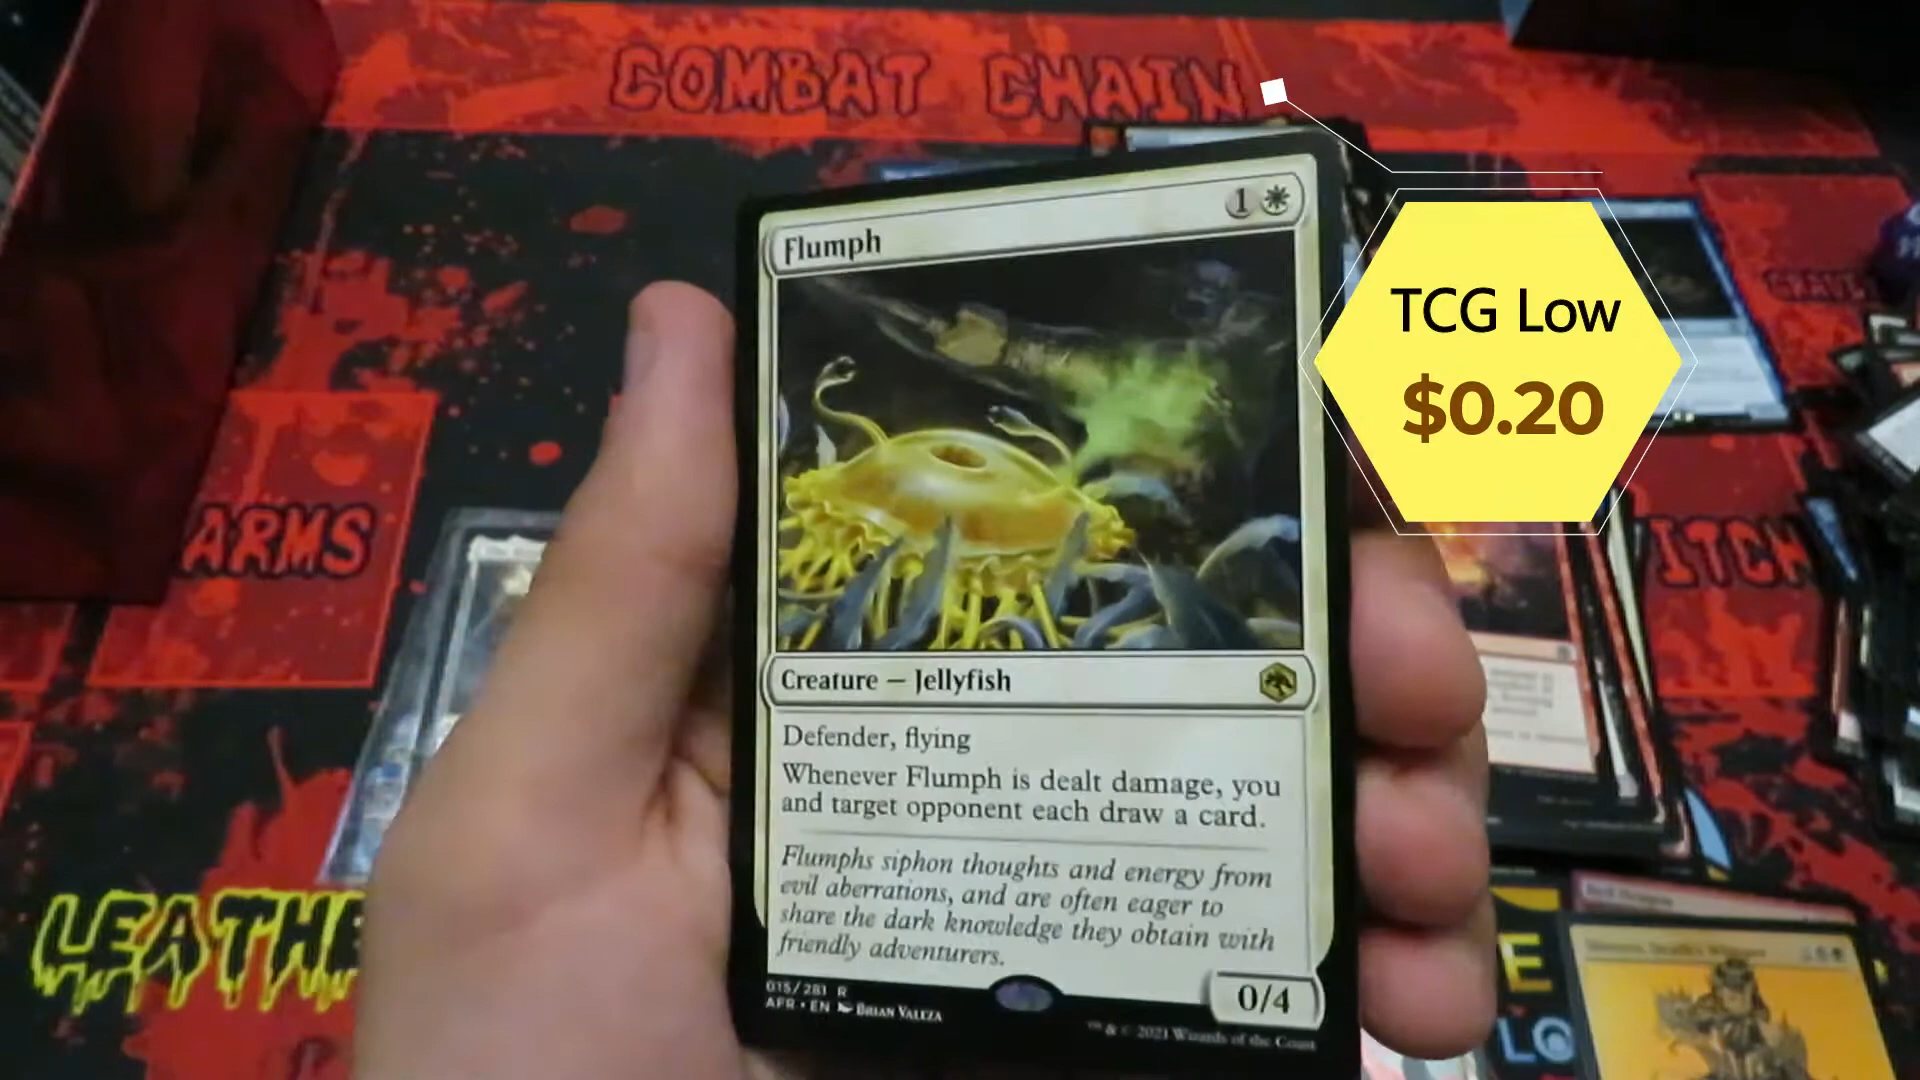 COMBAT CHAIN
Flumph
1
TCG Low
$0.20
ARMS
ITCH
Creature — Jellyfish
Defender, flying
Whenever Flumph is dealt damage, you
and target opponent each draw a card.
Flumphs siphon thoughts and energy from
evil aberrations, and are often eager to
share the dark knowledge they obtain with
friendly adventurers.
0/4
015/281 R
AFR • EN BRIAN VALEZA
™ & © 2021 Wizards of the Coast
LEATHE
E
LO